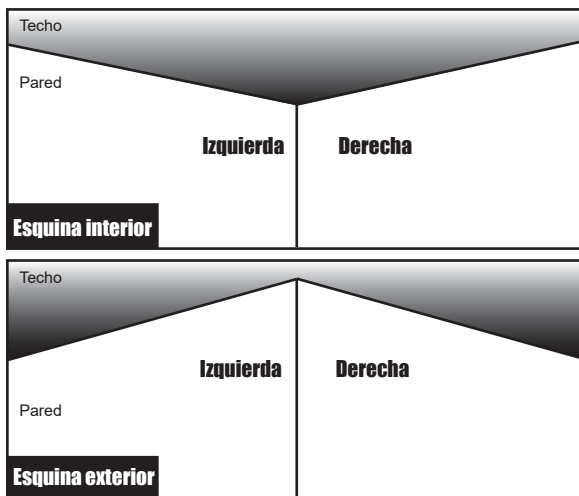 Techo
Pared
Izquierda Derecha
Esquina interior
Techo
Izquierda Derecha
Pared
Esquina exterior